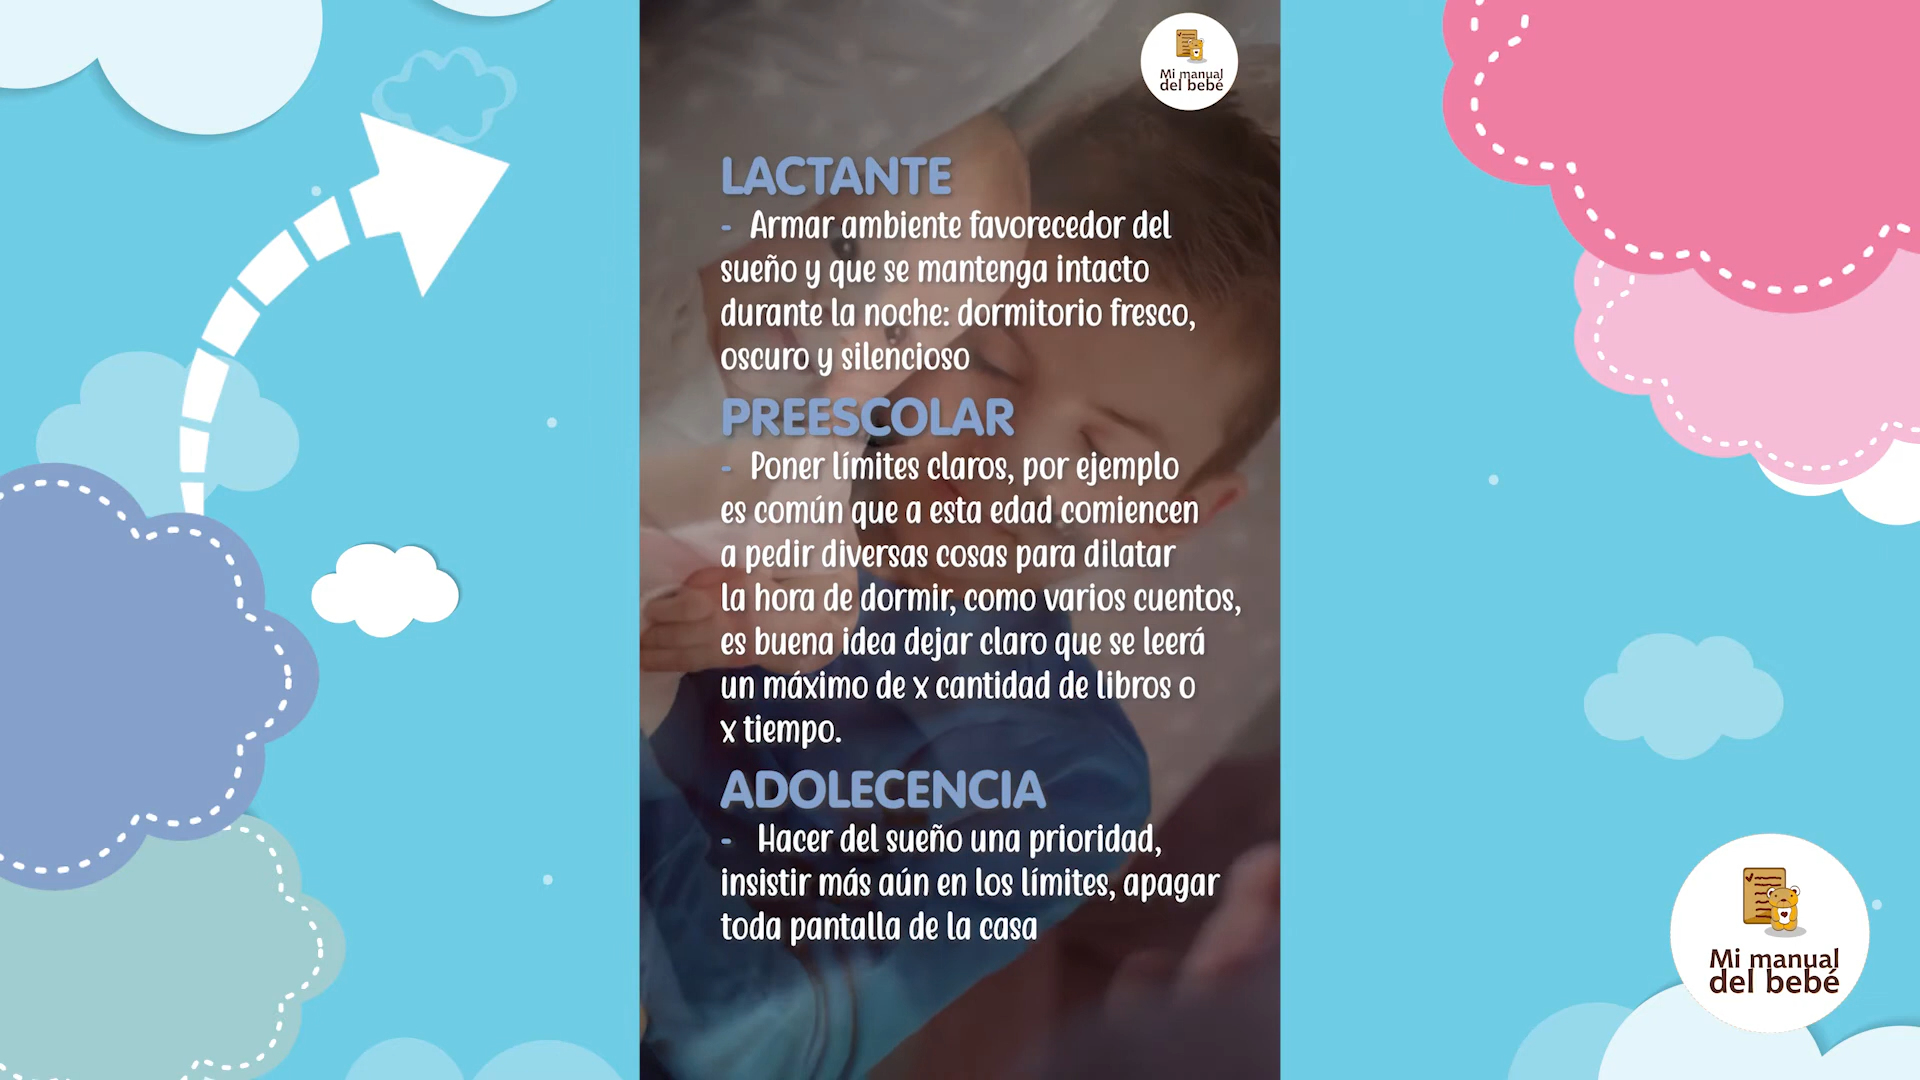 Mi manual
del bebé
LACTANTE
- Armar ambiente favorecedor del
sueño y que se mantenga intacto
durante la noche: dormitorio fresco,
oscuro y silencioso
PREESCOLAR
- Poner límites claros, por ejemplo
es común que a esta edad comiencen
a pedir diversas cosas para dilatar
la hora de dormir, como varios cuentos,
es buena idea dejar claro que se leerá
un máximo de x cantidad de libros o
x tiempo.
ADOLECENCIA
- Hacer del sueño una prioridad,
insistir más aún en los límites, apagar
toda pantalla de la casa
Mi manual
del bebé